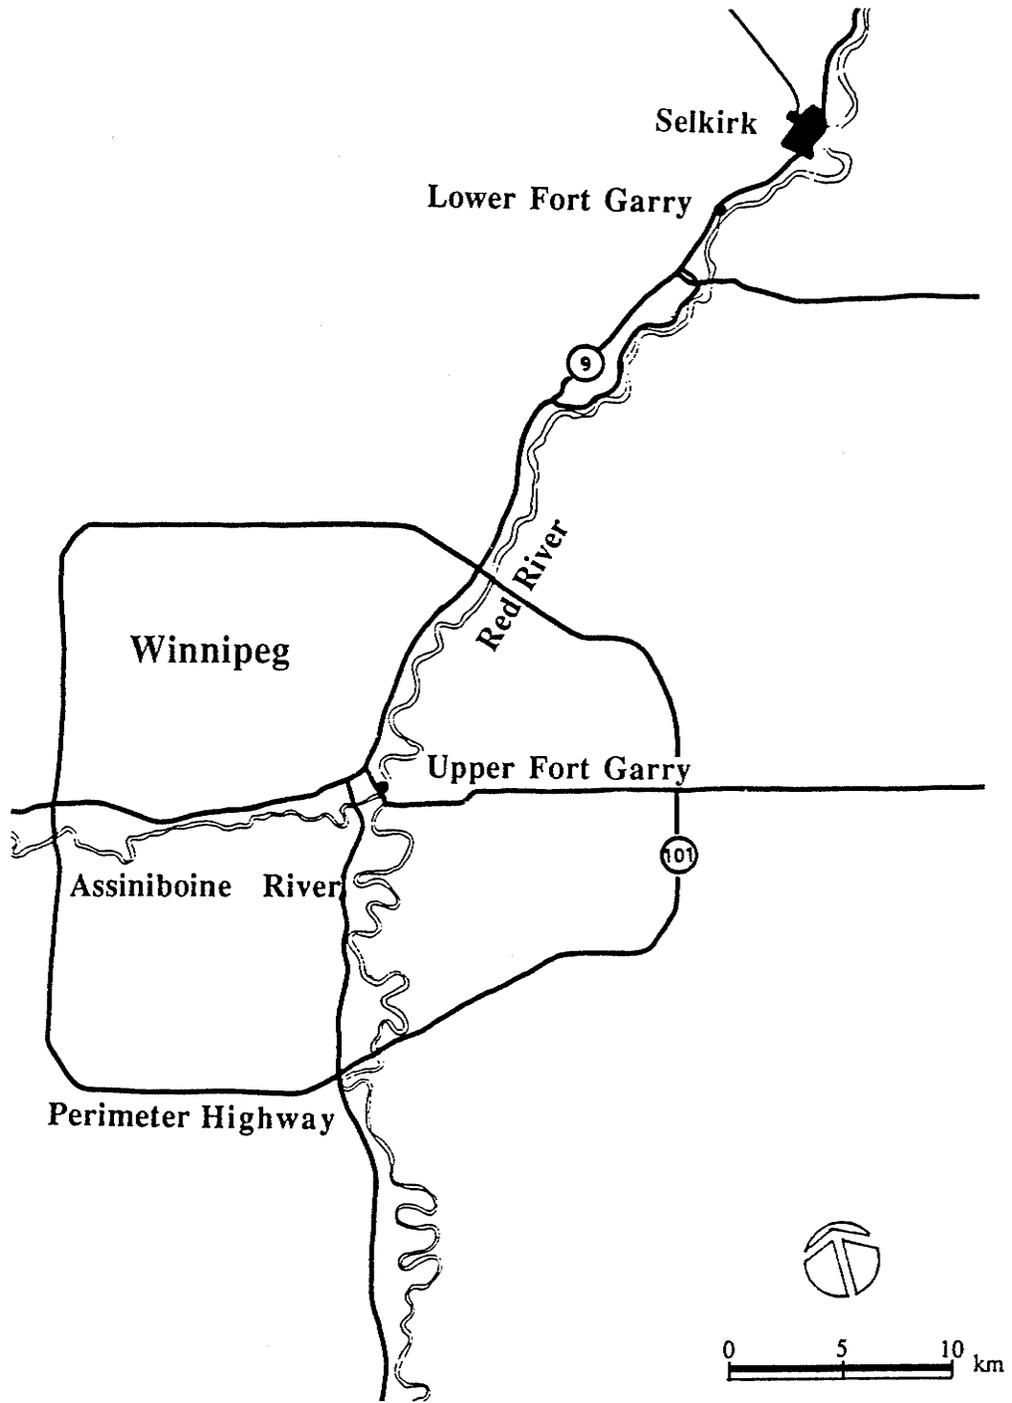 Selkirk
Lower Fort Garry
9
Red River
Winnipeg
Upper Fort Garry
101
Assiniboine River
Perimeter Highway
0 5 10 km